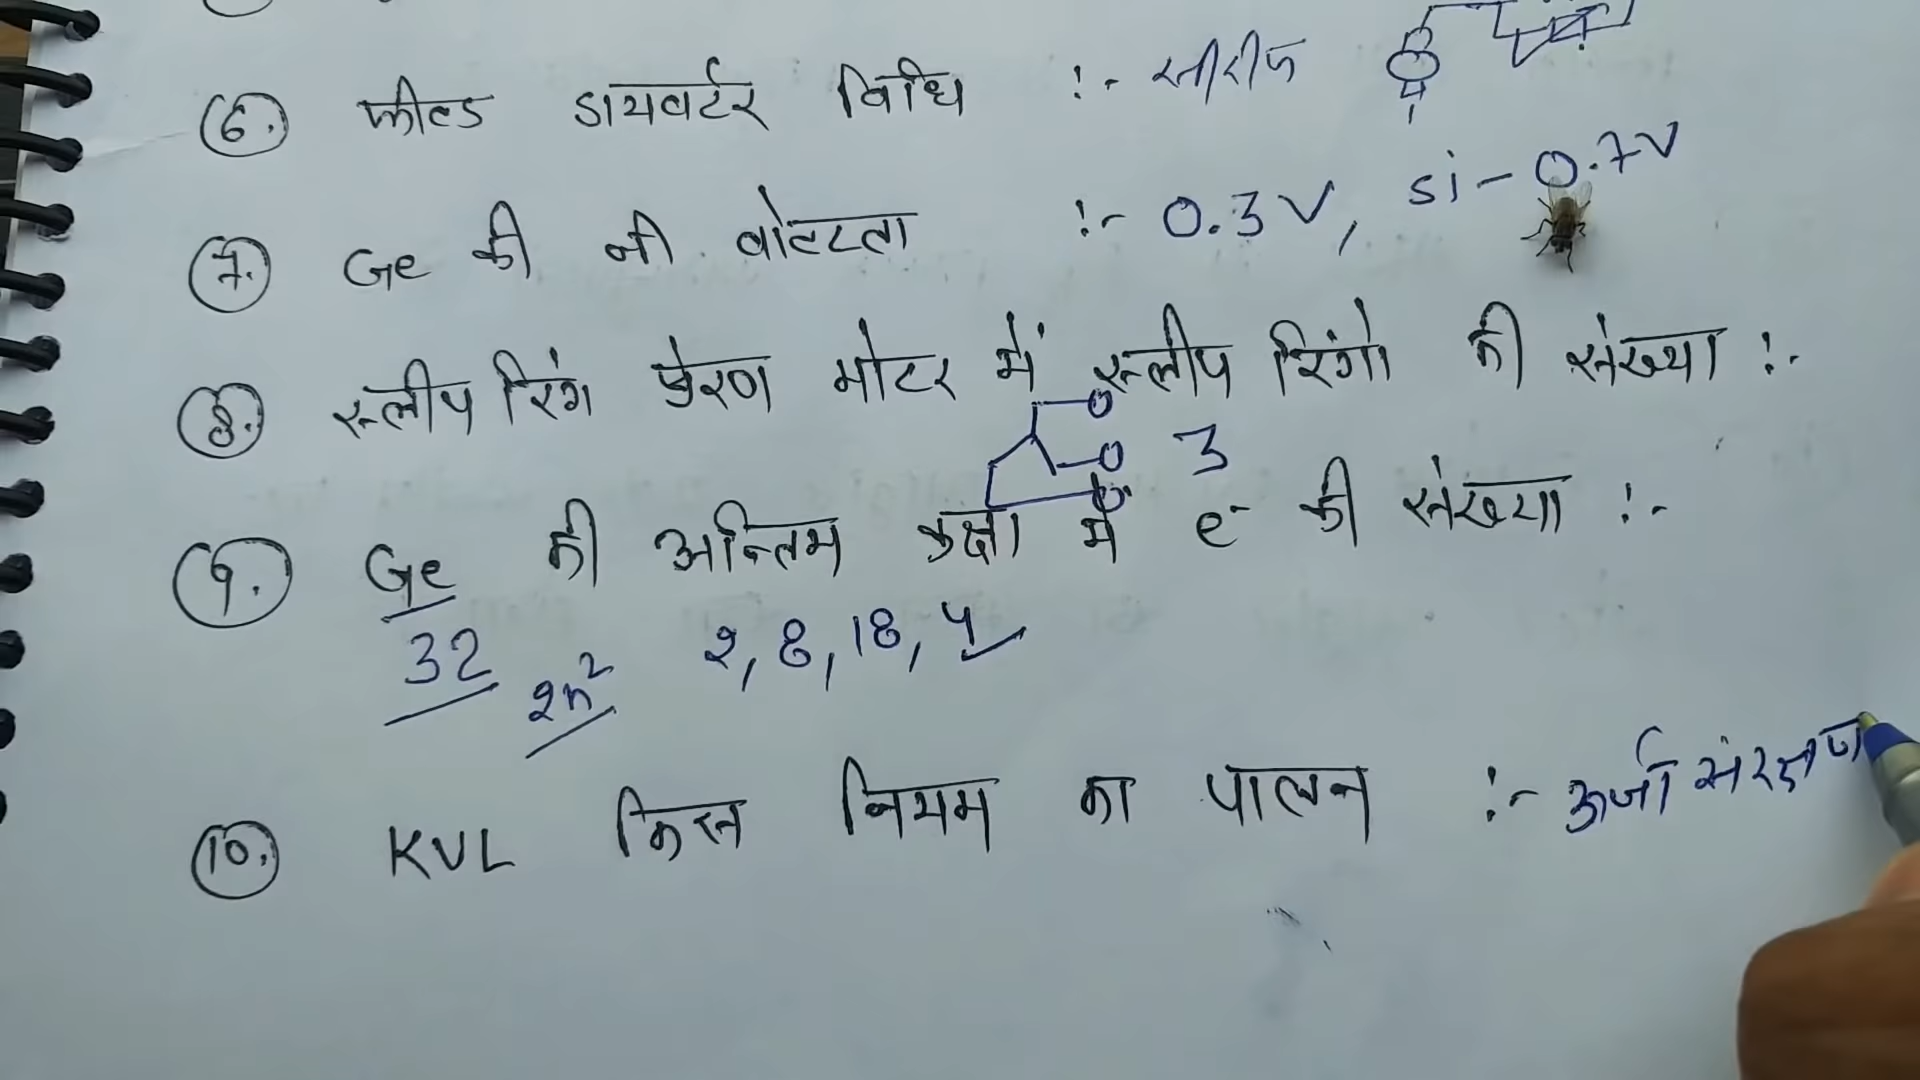 6. फील्ड डायवर्टर विधि :- सीरीज
7. Ge की नी वोल्टता :- 0.3V, si - 0.7V
8. स्लीप रिंग प्रेरण मोटर में स्लीप रिंगो की संख्या :-
3
9. Ge की अन्तिम कक्षा में e⁻ की संख्या :-
32 2n² 2, 8, 18, 4
10. KVL किस नियम का पालन :- ऊर्जा संरक्षण